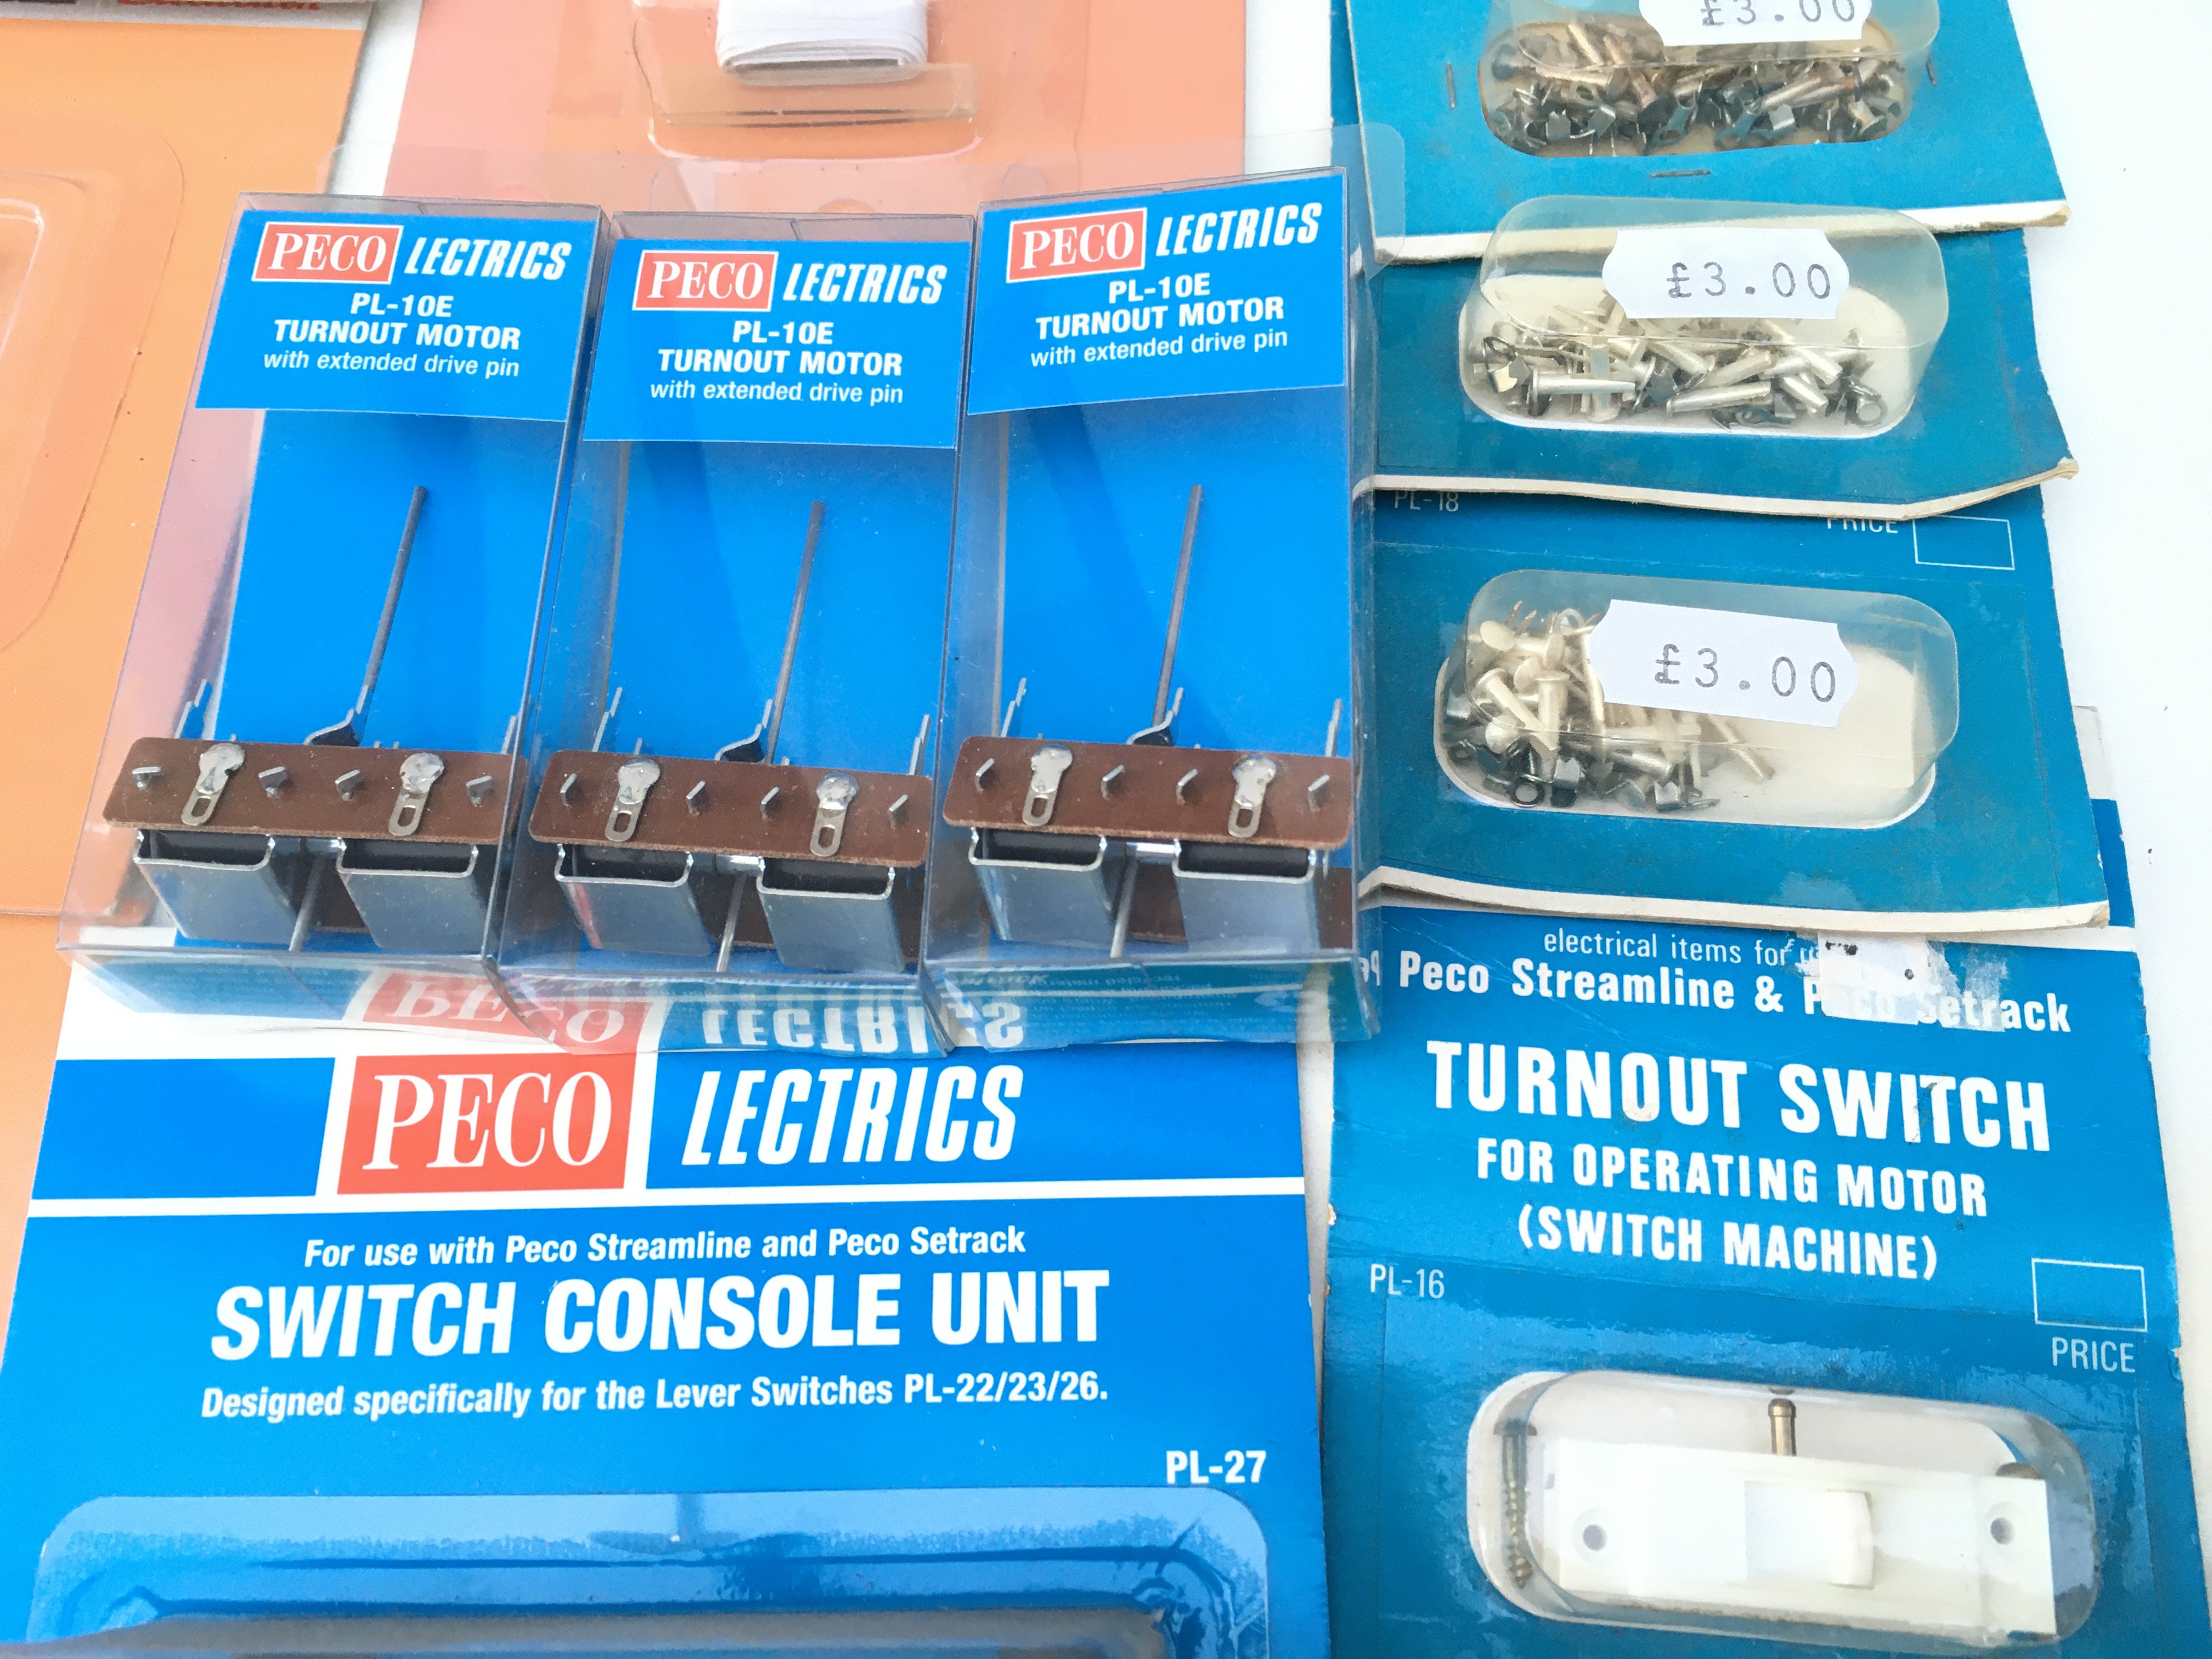 PECO LECTRICS
PL-10E
TURNOUT MOTOR
with extended drive pin
PECO LECTRICS
PL-10E
TURNOUT MOTOR
with extended drive pin
PECO LECTRICS
PL-10E
TURNOUT MOTOR
with extended drive pin
£3.00
£3.00
PL-18
PRICE
£3.00
PECO LECTRICS
PECO LECTRICS
For use with Peco Streamline and Peco Setrack
SWITCH CONSOLE UNIT
Designed specifically for the Lever Switches PL-22/23/26.
PL-27
electrical items for
Peco Streamline & Peco Setrack
TURNOUT SWITCH
FOR OPERATING MOTOR
(SWITCH MACHINE)
PL-16
PRICE